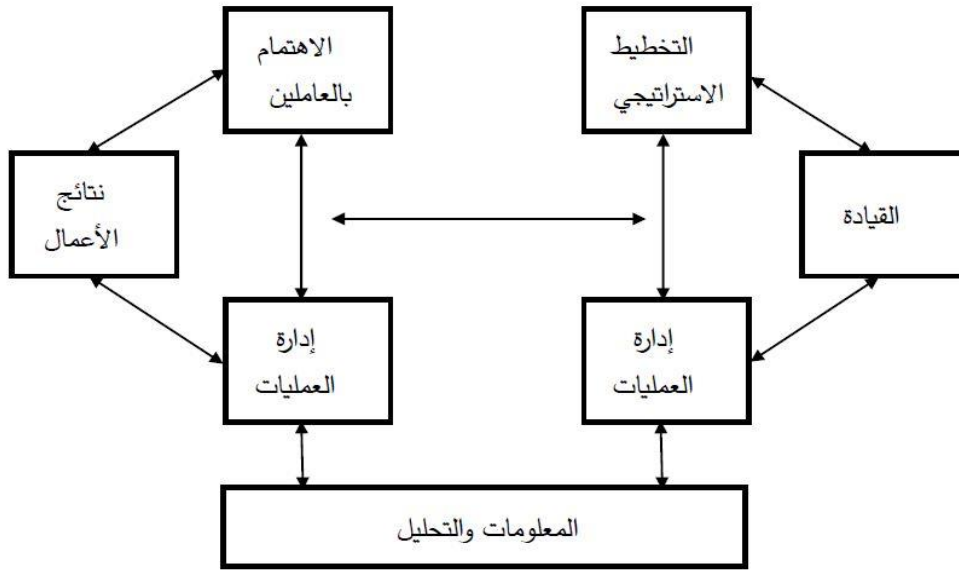 التخطيط
الاستراتيجي
الاهتمام
بالعاملين
القيادة
نتائج
الأعمال
إدارة
العمليات
إدارة
العمليات
المعلومات والتحليل